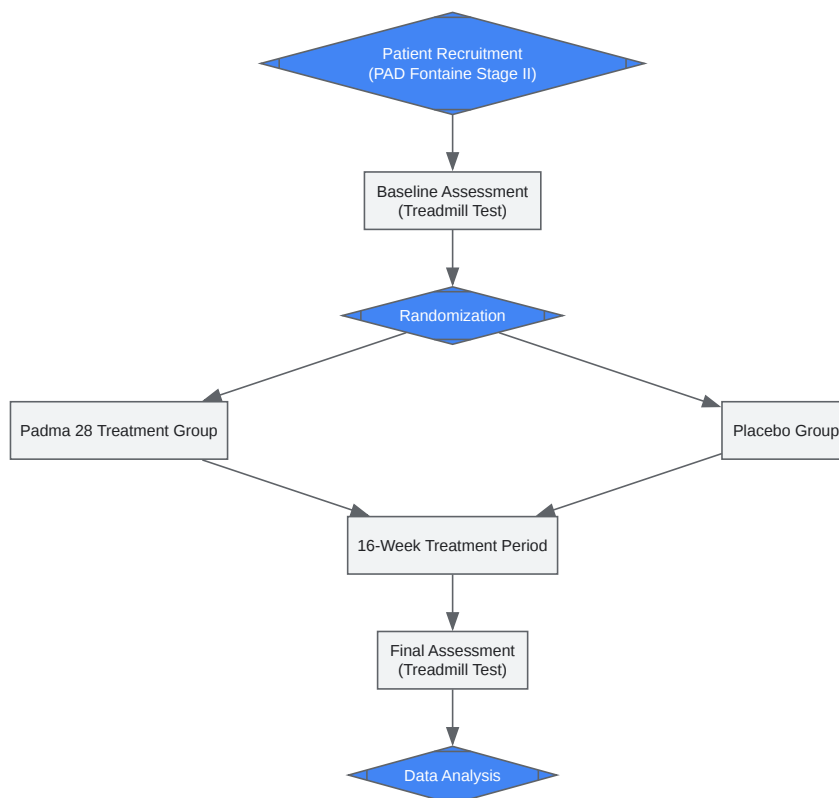 Patient Recruitment
(PAD Fontaine Stage II)
Baseline Assessment
(Treadmill Test)
Randomization
Padma 28 Treatment Group
Placebo Group
16-Week Treatment Period
Final Assessment
(Treadmill Test)
Data Analysis